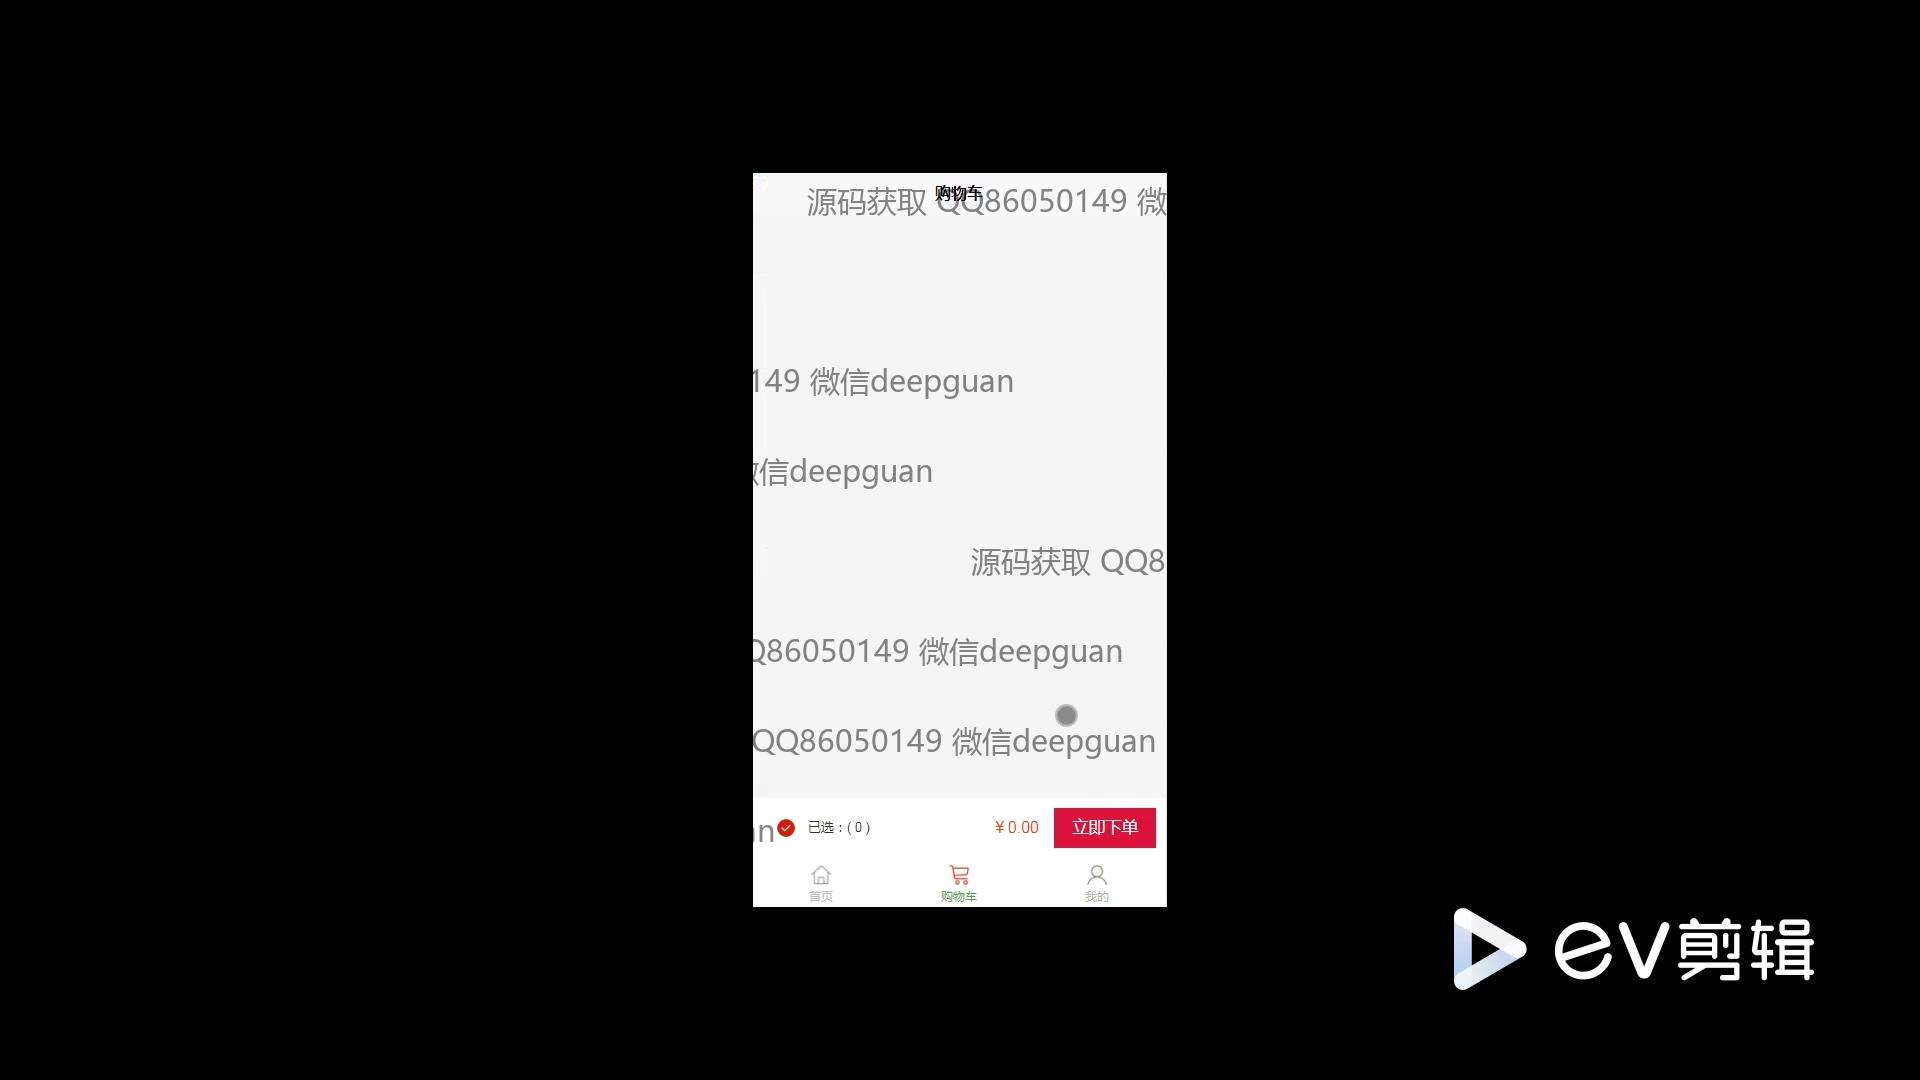 购物车
源码获取 QQ86050149 微
149 微信deepguan
信deepguan
源码获取 QQ8
Q86050149 微信deepguan
QQ86050149 微信deepguan
an
已选：( 0 )
￥0.00
立即下单
首页
购物车
我的
ev剪辑